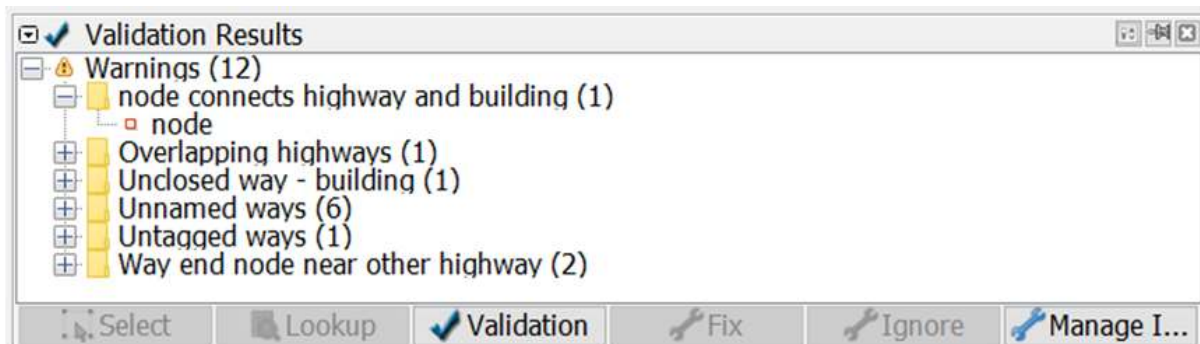 Validation Results
Warnings (12)
node connects highway and building (1)
node
Overlapping highways (1)
Unclosed way - building (1)
Unnamed ways (6)
Untagged ways (1)
Way end node near other highway (2)
Select Lookup Validation Fix Ignore Manage I...